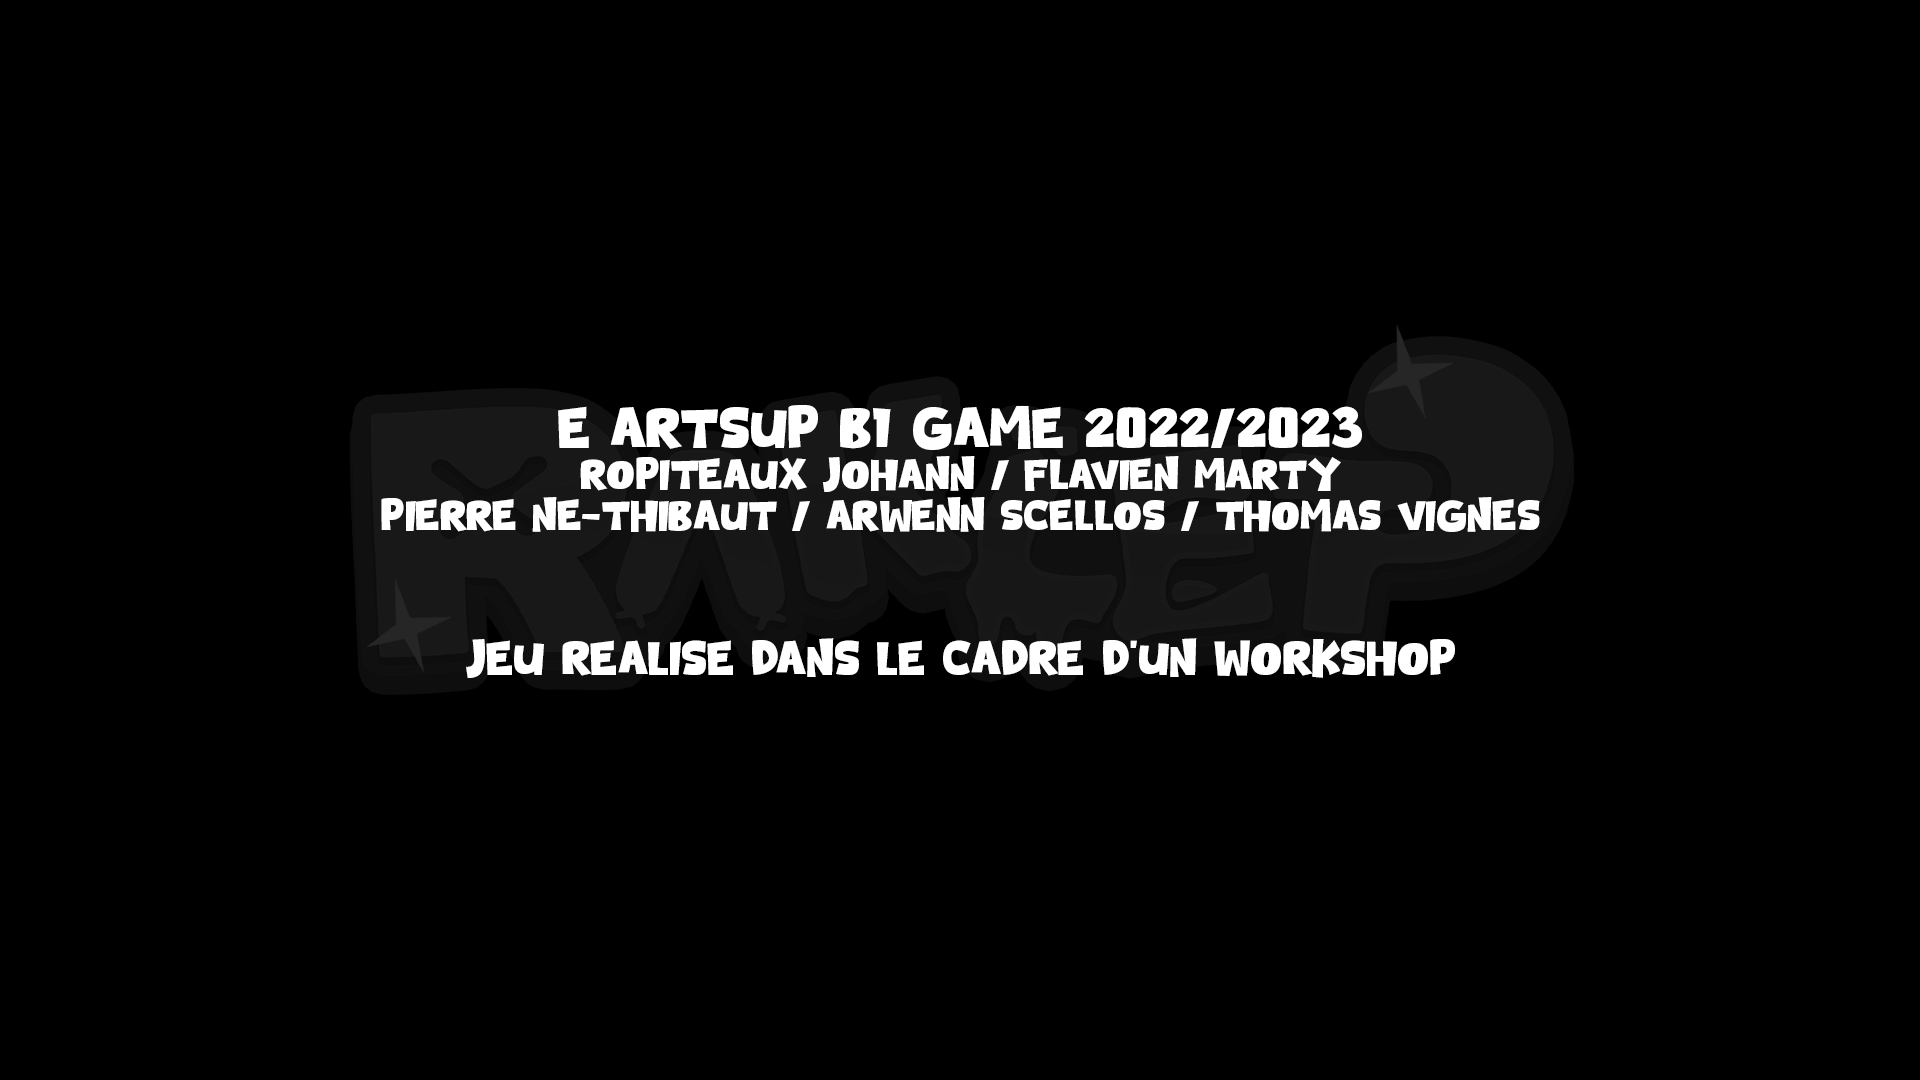 E ARTSUP B1 GAME 2022/2023
ROPITEAUX JOHANN / FLAVIEN MARTY
PIERRE NE-THIBAUT / ARWENN SCELLOS / THOMAS VIGNES
JEU REALISE DANS LE CADRE D'UN WORKSHOP